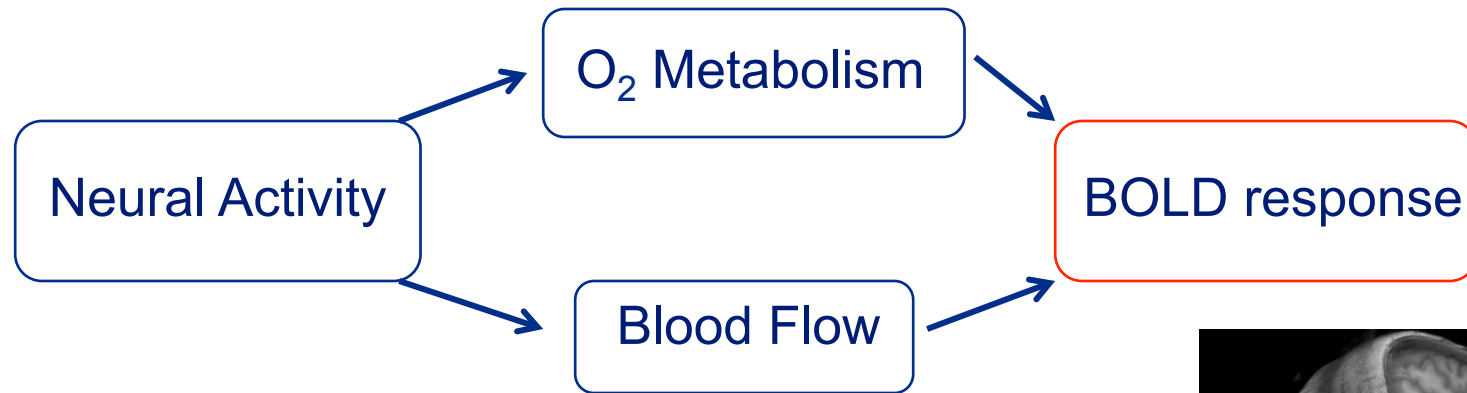 O₂ Metabolism
Neural Activity
BOLD response
Blood Flow